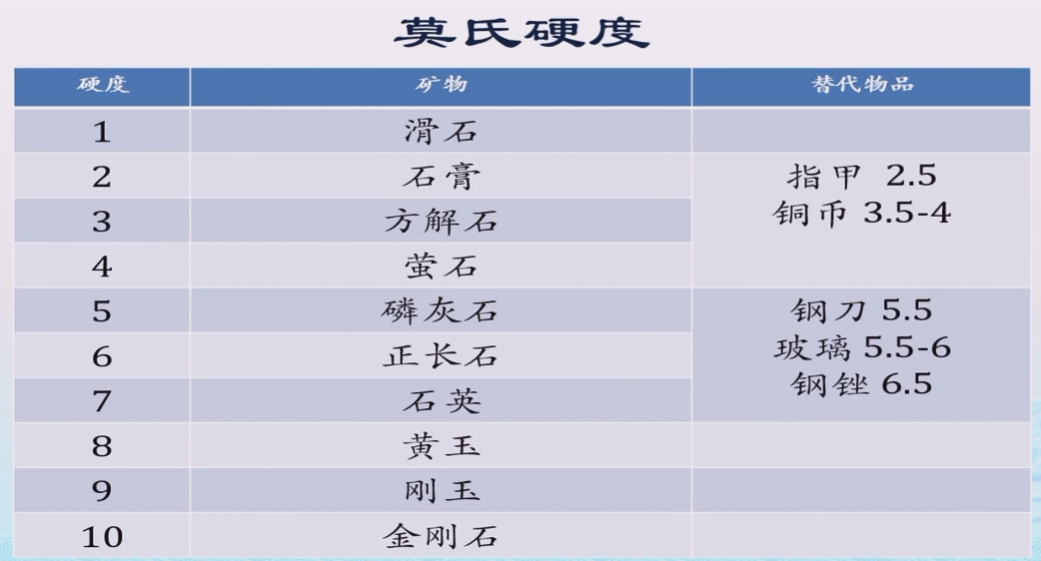 莫氏硬度
硬度 矿物 替代物品
1 滑石
2 石膏 指甲 2.5
铜币 3.5-4
3 方解石
4 萤石
5 磷灰石 钢刀 5.5
6 正长石 玻璃 5.5-6
7 石英 钢锉 6.5
8 黄玉
9 刚玉
10 金刚石